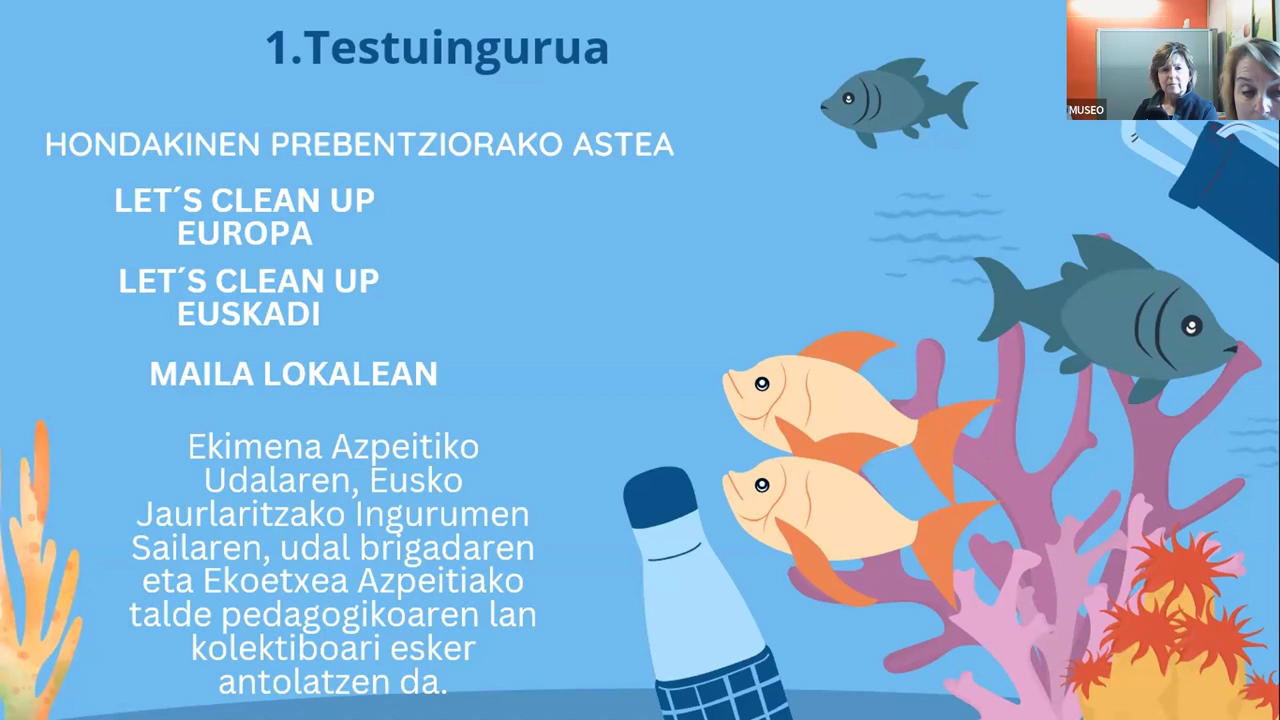 1.Testuingurua
MUSEO
HONDAKINEN PREBENTZIORAKO ASTEA
LET´S CLEAN UP
EUROPA
LET´S CLEAN UP
EUSKADI
MAILA LOKALEAN
Ekimena Azpeitiko
Udalaren, Eusko
Jaurlaritzako Ingurumen
Sailaren, udal brigadaren
eta Ekoetxea Azpeitiako
talde pedagogikoaren lan
kolektiboari esker
antolatzen da.